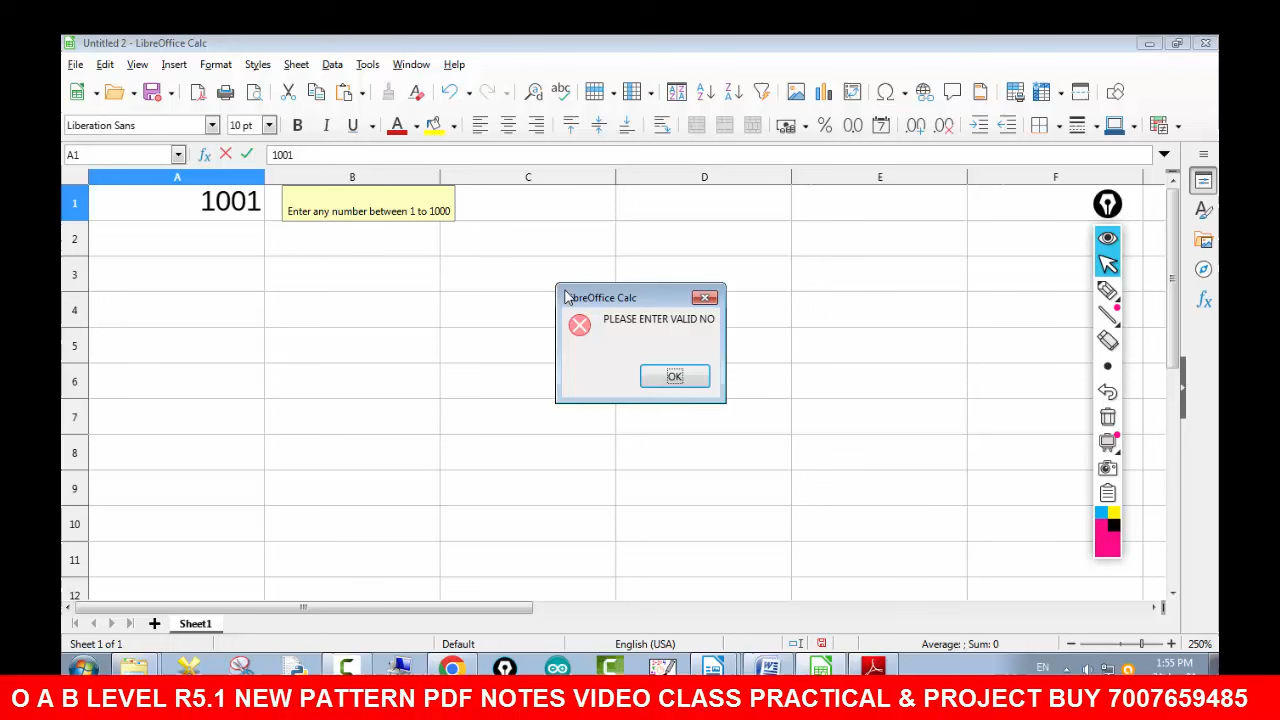 Untitled 2 - LibreOffice Calc
File Edit View Insert Format Styles Sheet Data Tools Window Help
Liberation Sans 10 pt
A1 1001
A B C D E F
1 1001 Enter any number between 1 to 1000
2
3
LibreOffice Calc
PLEASE ENTER VALID NO
4
5
OK
6
7
8
9
10
11
12
Sheet1
Sheet 1 of 1 Default English (USA) Average: ; Sum: 0 250%
EN 1:55 PM
O A B LEVEL R5.1 NEW PATTERN PDF NOTES VIDEO CLASS PRACTICAL & PROJECT BUY 7007659485